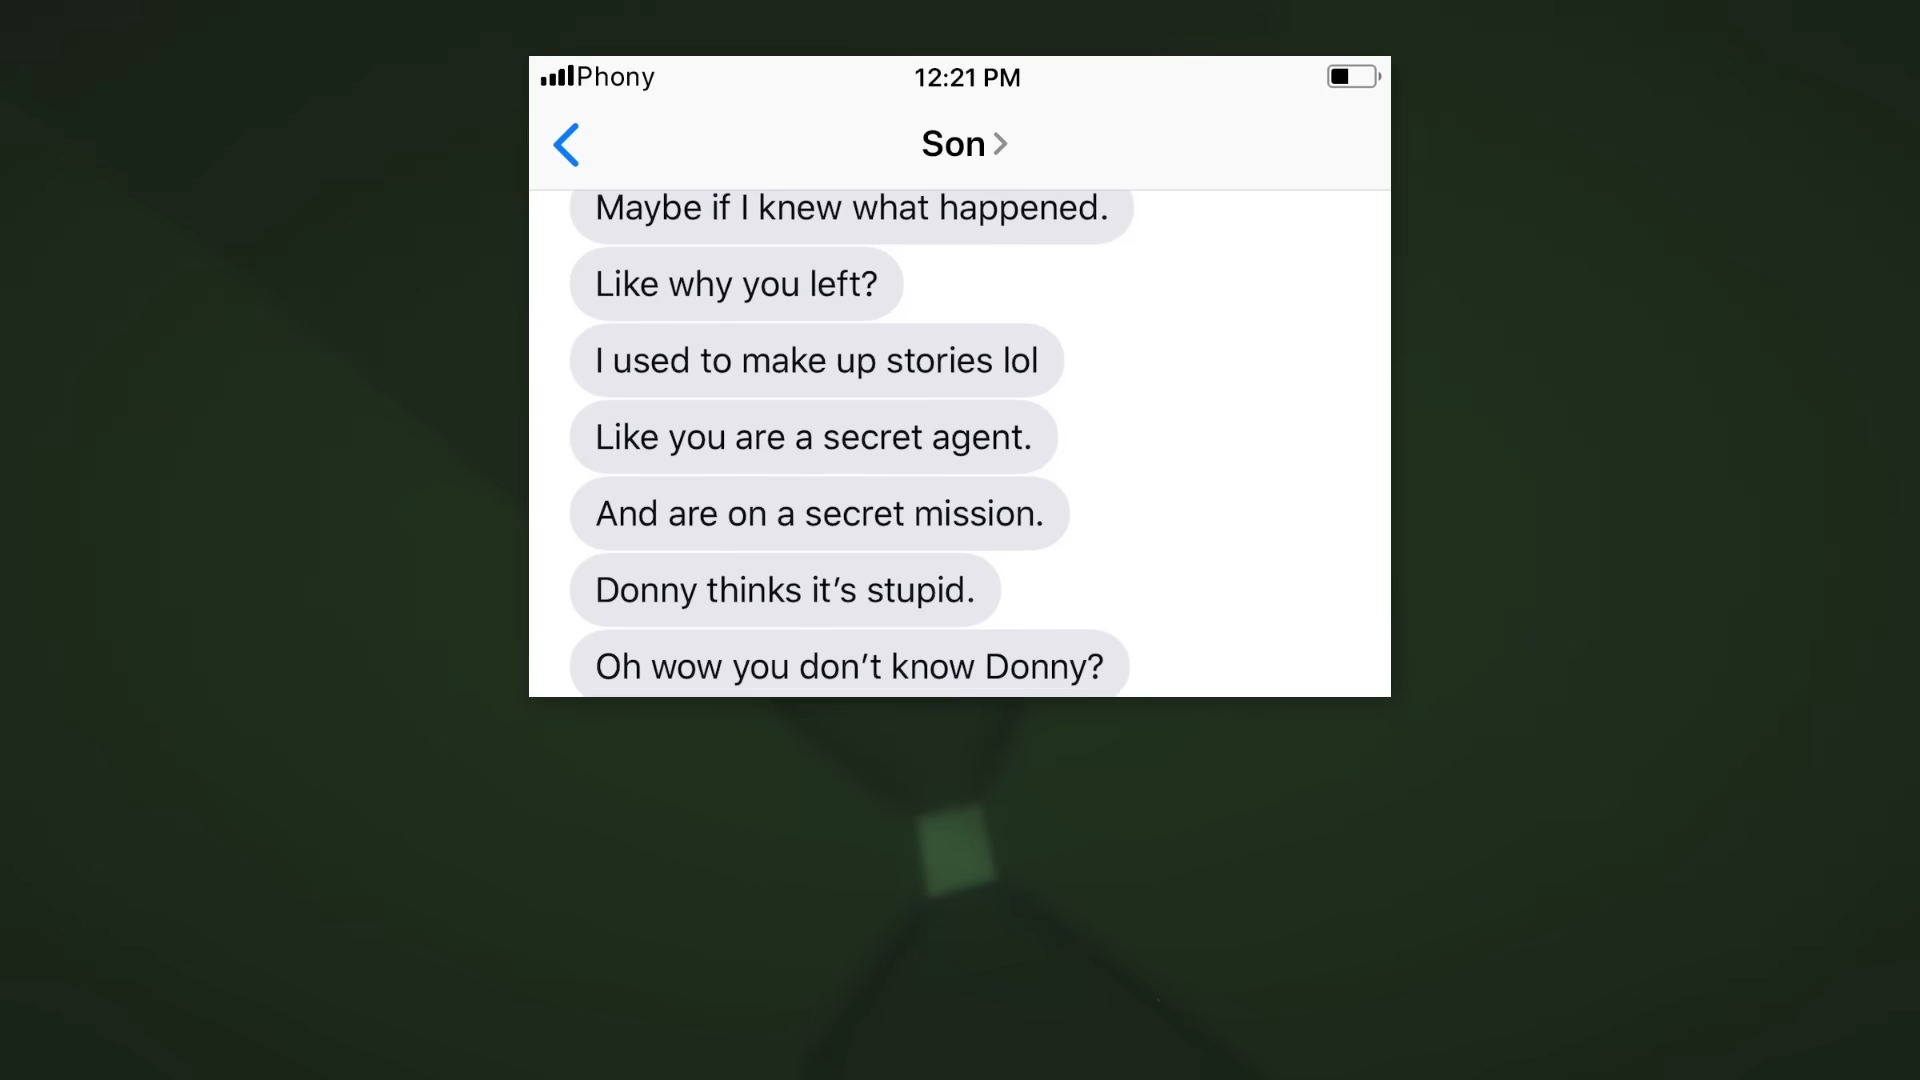 Phony
12:21 PM
Son
Maybe if I knew what happened.
Like why you left?
I used to make up stories lol
Like you are a secret agent.
And are on a secret mission.
Donny thinks it’s stupid.
Oh wow you don’t know Donny?